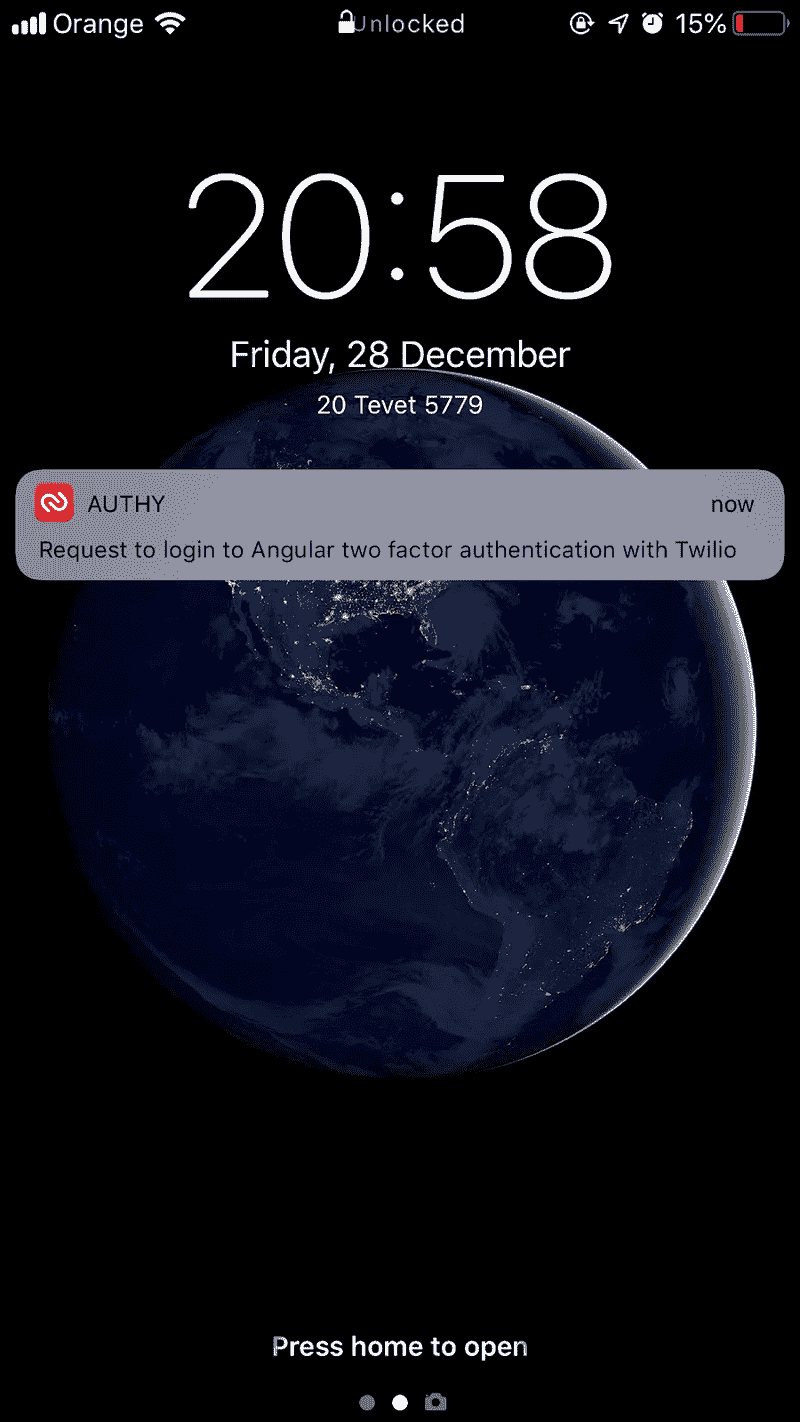 Orange Unlocked 15%
20:58
Friday, 28 December
20 Tevet 5779
AUTHY now
Request to login to Angular two factor authentication with Twilio
Press home to open